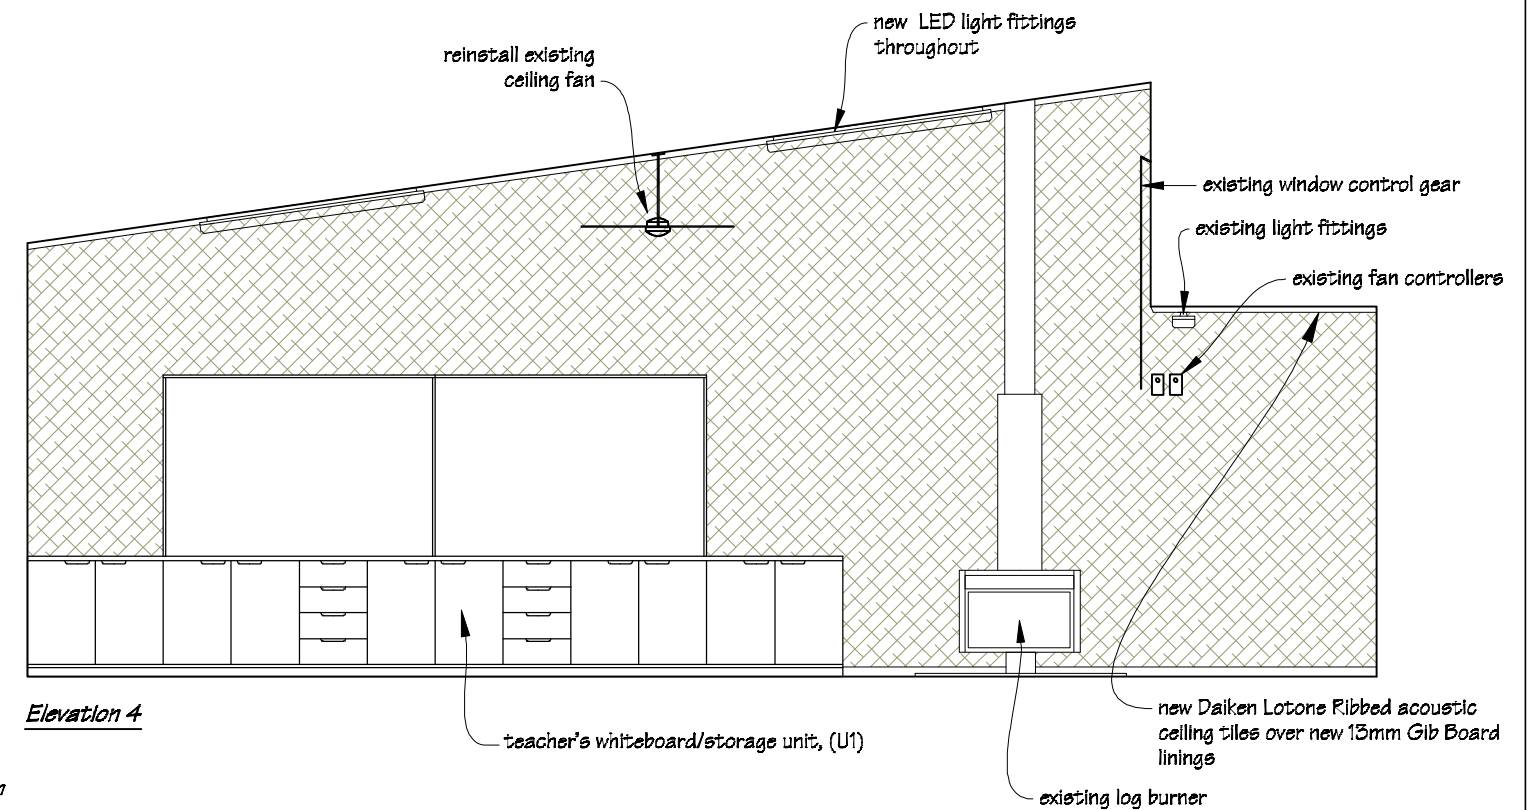 new LED light fittings
throughout
reinstall existing
ceiling fan
existing window control gear
existing light fittings
existing fan controllers
Elevation 4
new Daiken Lotone Ribbed acoustic
ceiling tiles over new 13mm Gib Board
linings
teacher's whiteboard/storage unit, (U1)
existing log burner